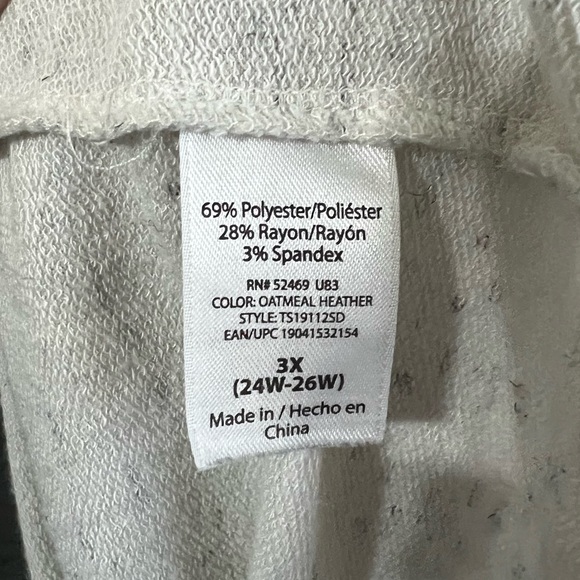 69% Polyester/Poliéster
28% Rayon/Rayón
3% Spandex
RN# 52469 U83
COLOR: OATMEAL HEATHER
STYLE: TS19112SD
EAN/UPC 19041532154
3X
(24W-26W)
Made in / Hecho en
China